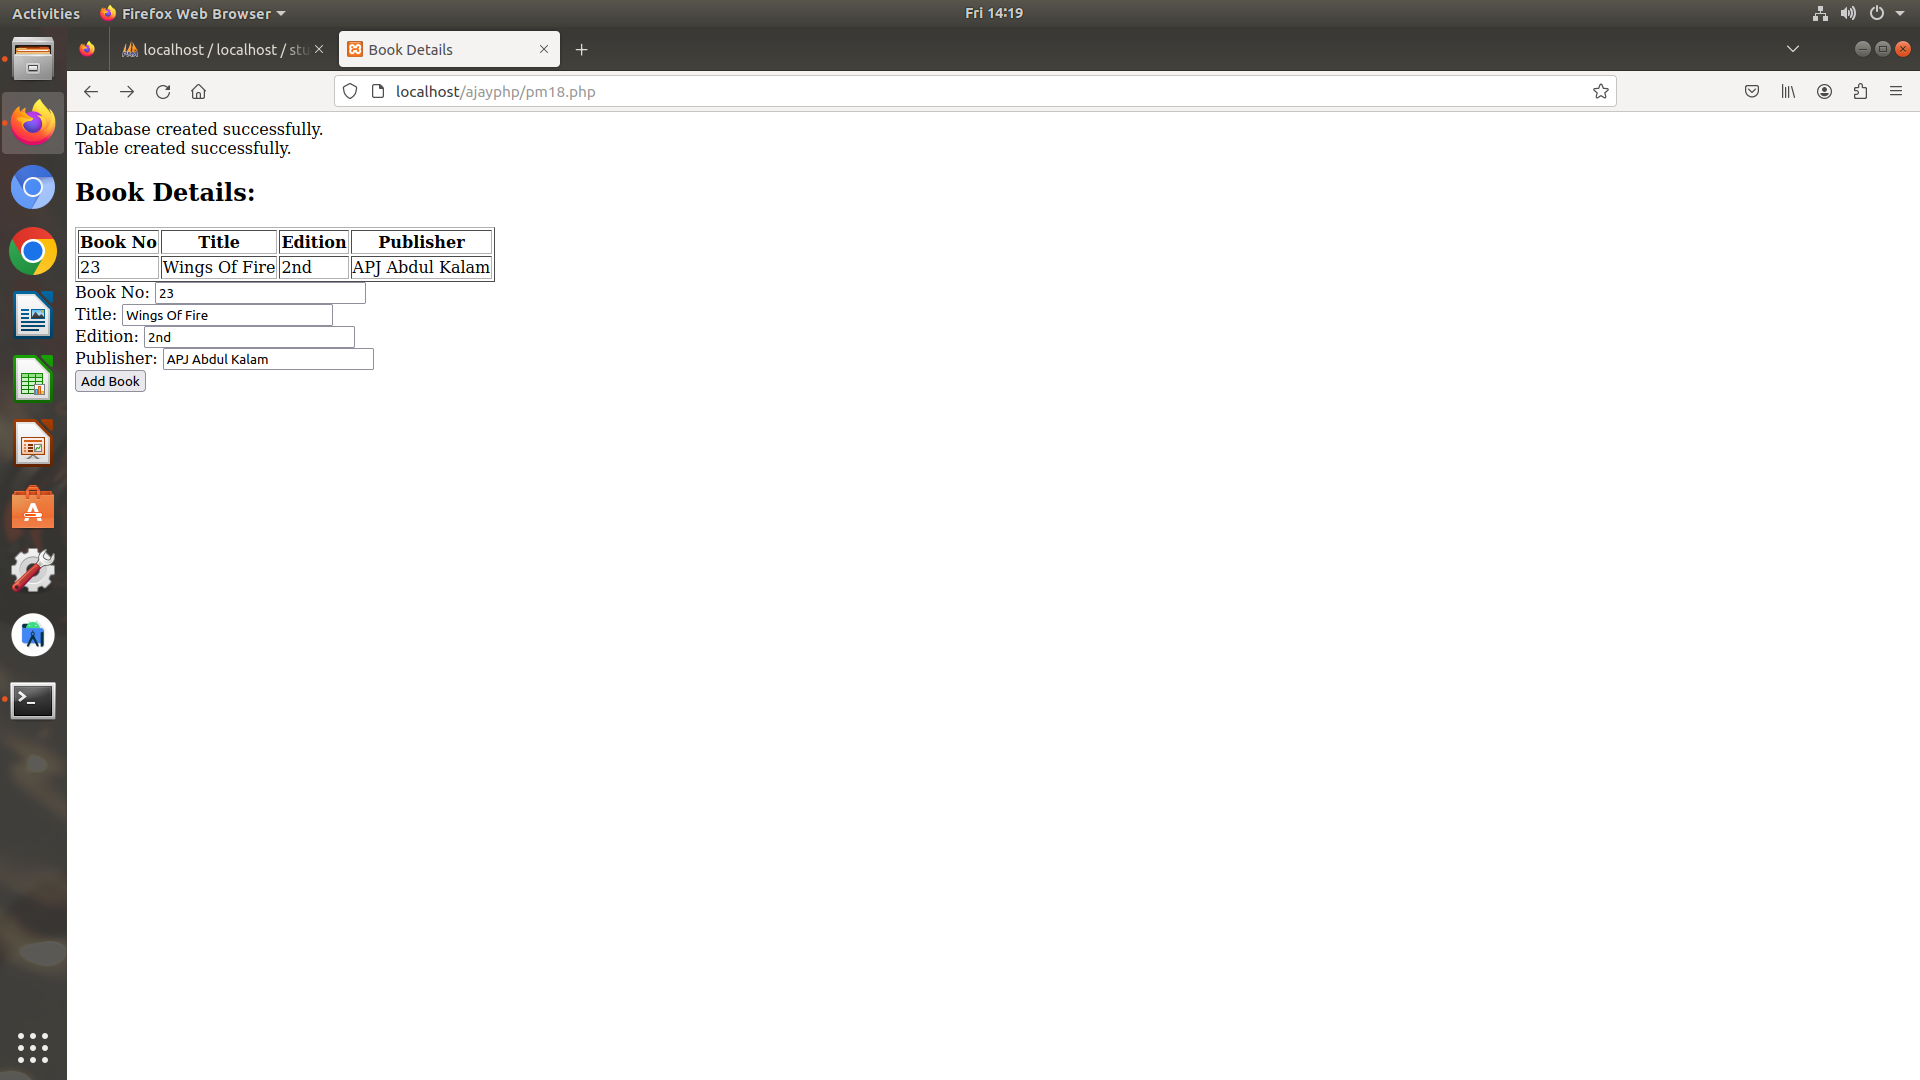 Activities Firefox Web Browser Fri 14:19
localhost / localhost / stu Book Details
localhost/ajayphp/pm18.php
Database created successfully.
Table created successfully.
Book Details:
Book No Title Edition Publisher
23 Wings Of Fire 2nd APJ Abdul Kalam
Book No: 23
Title: Wings Of Fire
Edition: 2nd
Publisher: APJ Abdul Kalam
Add Book